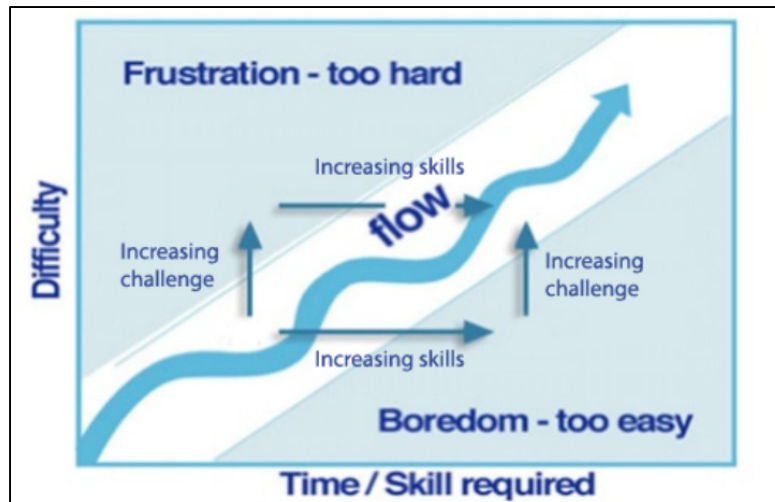 Frustration - too hard
Increasing skills
flow
Difficulty
Increasing
challenge
Increasing
challenge
Increasing skills
Boredom - too easy
Time / Skill required